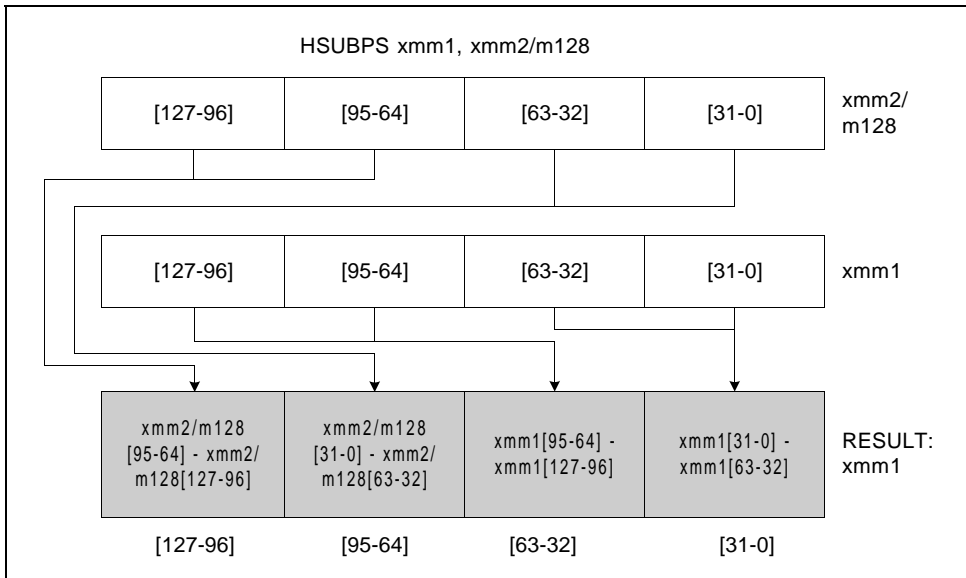 HSUBPS xmm1, xmm2/m128
[127-96] [95-64] [63-32] [31-0] xmm2/
m128
[127-96] [95-64] [63-32] [31-0] xmm1
xmm2/m128
[95-64] - xmm2/
m128[127-96]
xmm2/m128
[31-0] - xmm2/
m128[63-32]
xmm1[95-64] -
xmm1[127-96]
xmm1[31-0] -
xmm1[63-32]
RESULT:
xmm1
[127-96] [95-64] [63-32] [31-0]